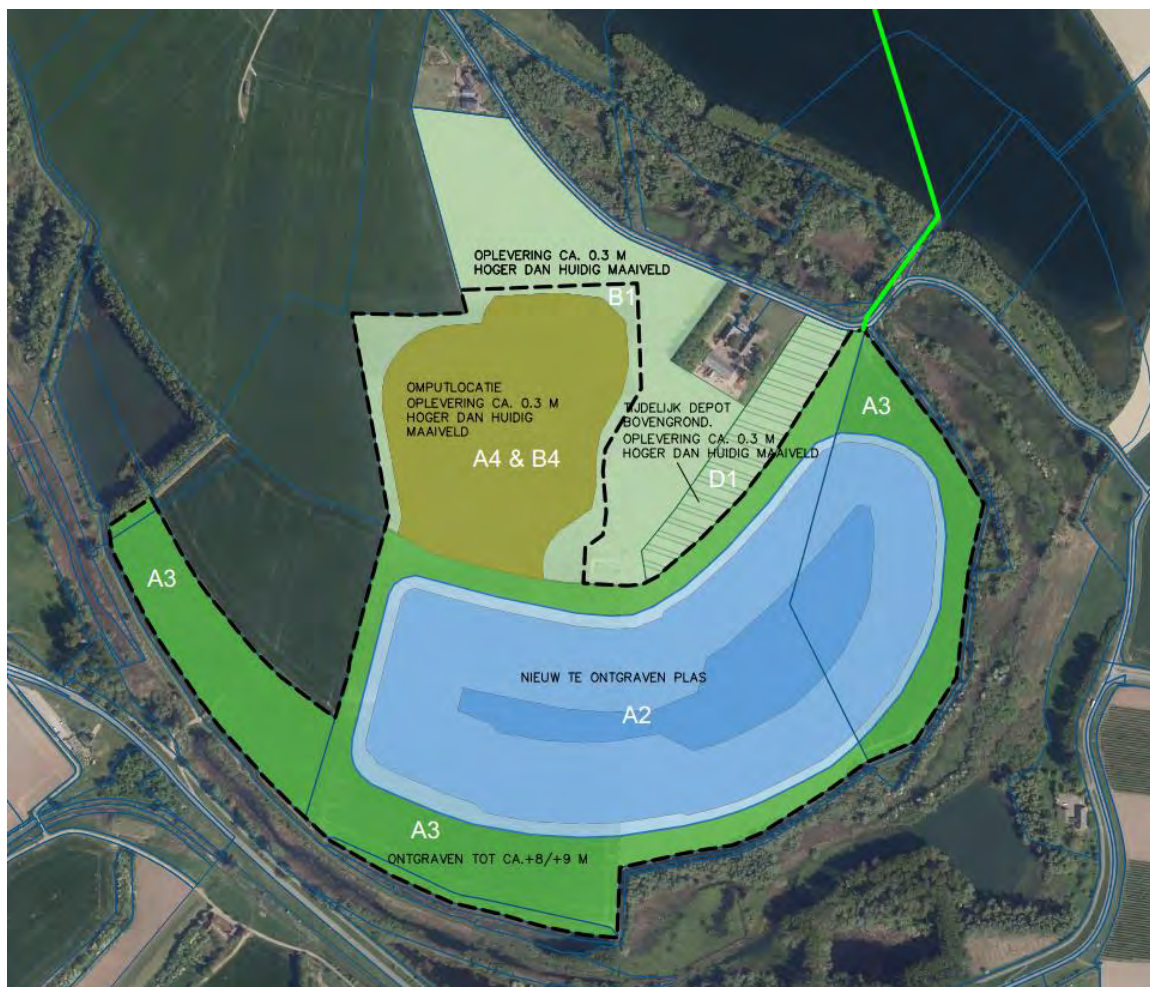 OPLEVERING CA. 0.3 M
HOGER DAN HUIDIG MAAIVELD
B1
OMPUTLOCATIE
OPLEVERING CA. 0.3 M
HOGER DAN HUIDIG
MAAIVELD
A4 & B4
TIJDELIJK DEPOT
BOVENGROND.
OPLEVERING CA. 0.3 M
HOGER DAN HUIDIG MAAIVELD
D1
A3
A3
NIEUW TE ONTGRAVEN PLAS
A2
A3
ONTGRAVEN TOT CA.+8/+9 M